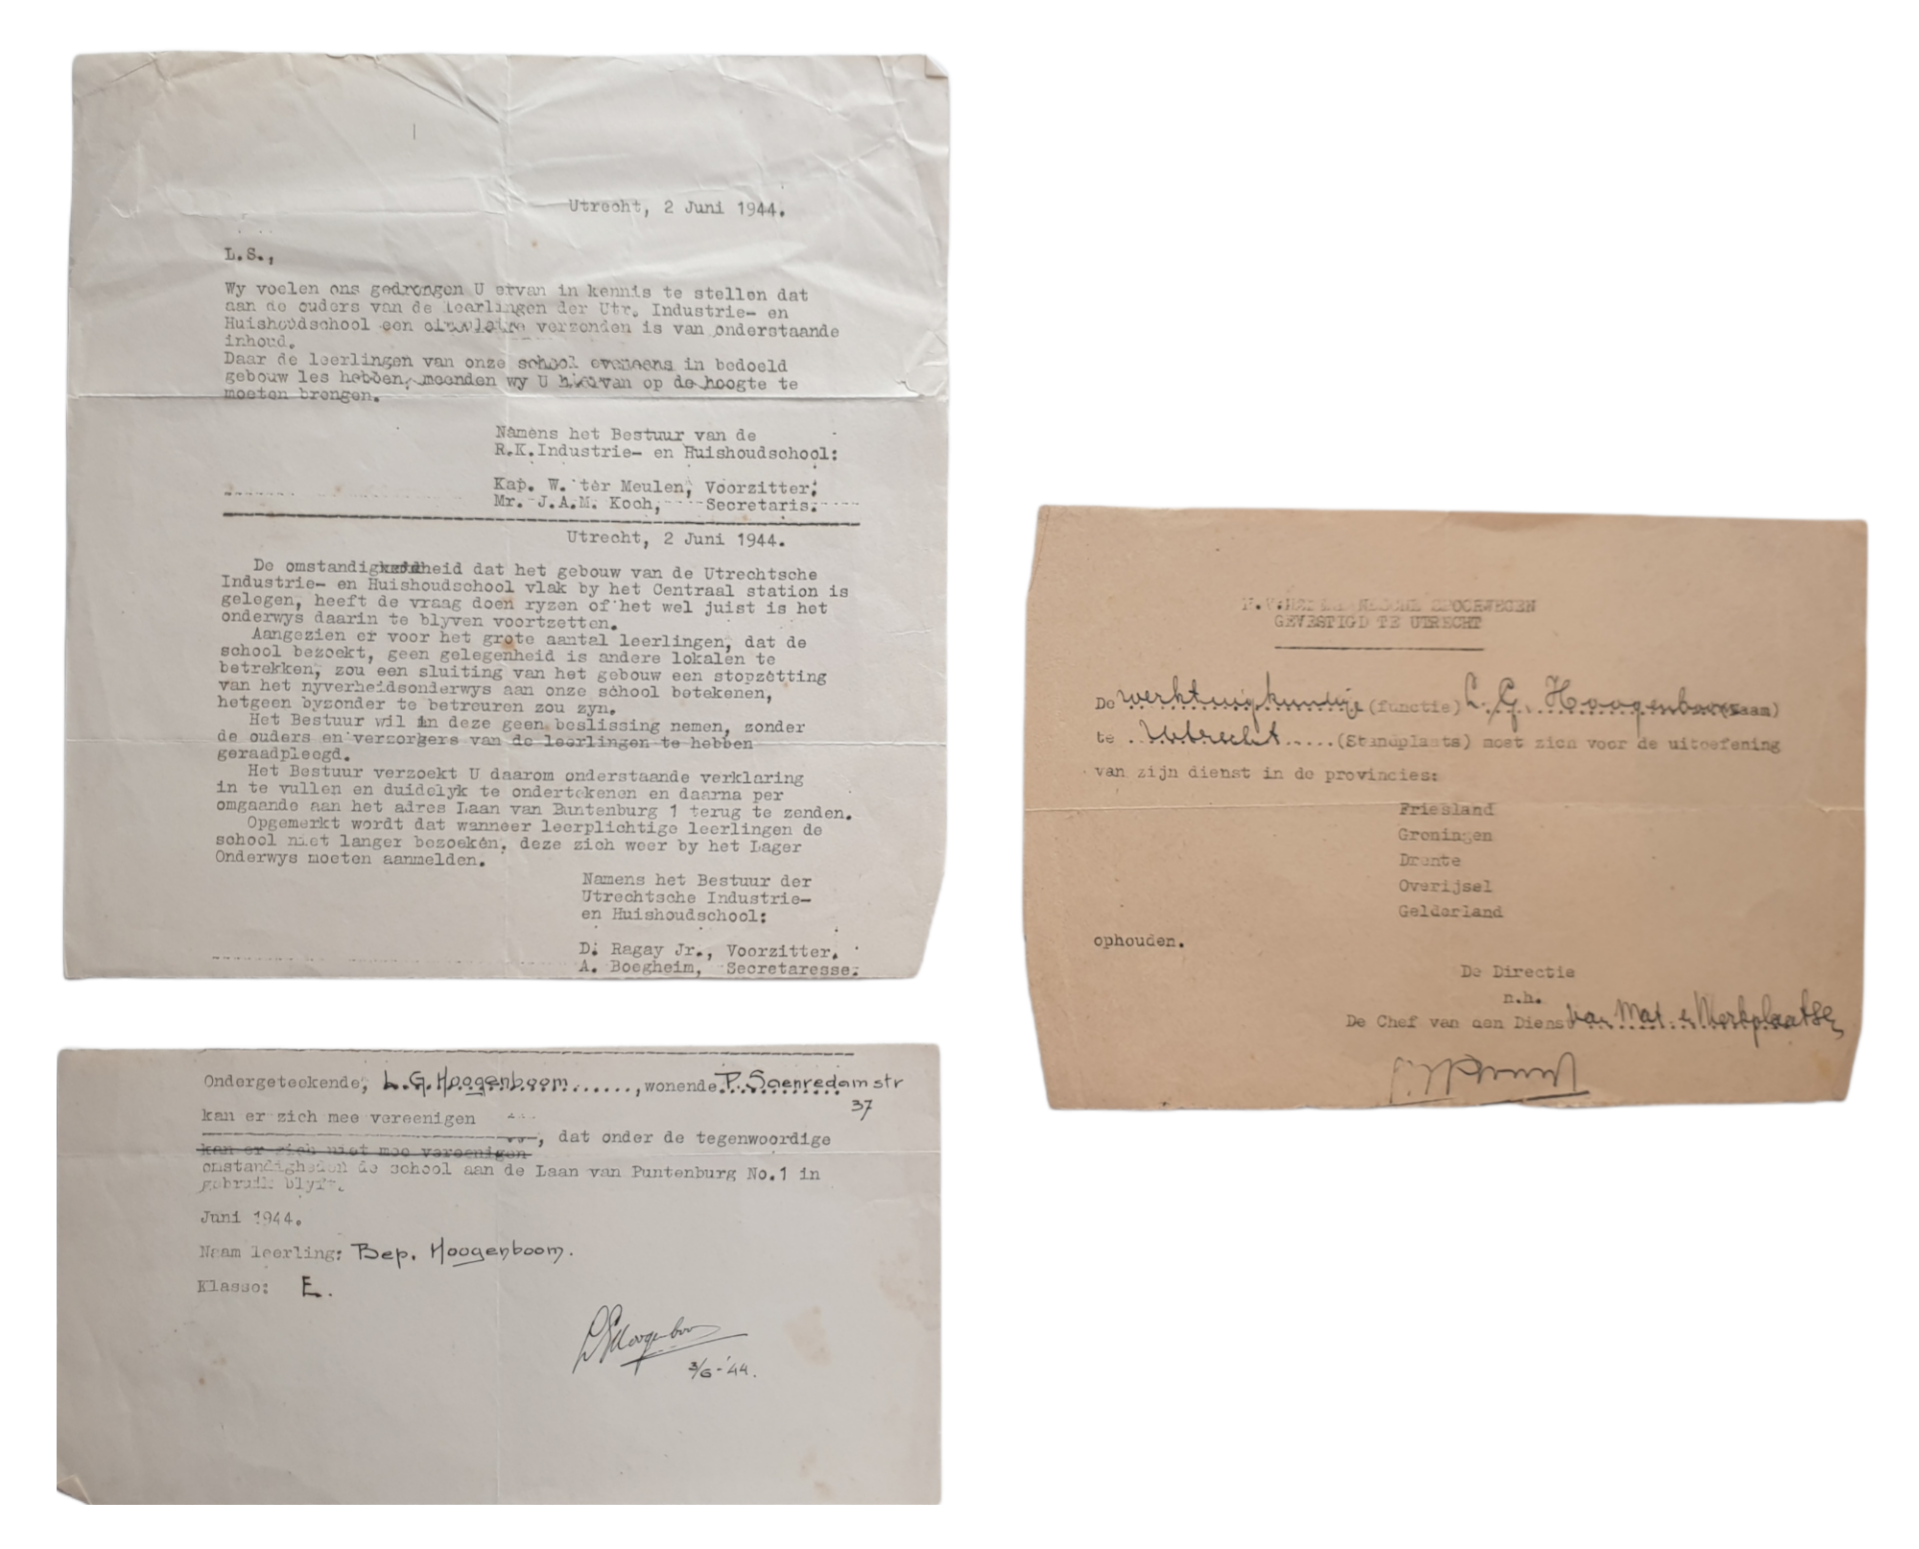 Utrecht, 2 Juni 1944.
L.S.,
Wy voelen ons gedrongen U ervan in kennis te stellen dat
aan de ouders van de leerlingen der Utr. Industrie- en
Huishoudschool een circulaire verzonden is van onderstaande
inhoud.
Daar de leerlingen van onze school eveneens in bedoeld
gebouw les hebben, meenden wy U hiervan op de hoogte te
moeten brengen.
Namens het Bestuur van de
R.K.Industrie- en Huishoudschool:
Kap. W. ter Meulen, Voorzitter,
Mr. J.A.M. Koch, Secretaris.
Utrecht, 2 Juni 1944.
De omstandigheid dat het gebouw van de Utrechtsche
Industrie- en Huishoudschool vlak by het Centraal station is
gelegen, heeft de vraag doen ryzen of het wel juist is het
onderwys daarin te blyven voortzetten.
Aangezien er voor het grote aantal leerlingen, dat de
school bezoekt, geen gelegenheid is andere lokalen te
betrekken, zou een sluiting van het gebouw een stopzetting
van het nyverheidsonderwys aan onze school betekenen,
hetgeen byzonder te betreuren zou zyn.
Het Bestuur wil in deze geen beslissing nemen, zonder
de ouders en verzorgers van de leerlingen te hebben
geraadpleegd.
Het Bestuur verzoekt U daarom onderstaande verklaring
in te vullen en duidelyk te ondertekenen en daarna per
omgaande aan het adres Laan van Puntenburg 1 terug te zenden.
Opgemerkt wordt dat wanneer leerplichtige leerlingen de
school niet langer bezoeken, deze zich weer by het Lager
Onderwys moeten aanmelden.
Namens het Bestuur der
Utrechtsche Industrie-
en Huishoudschool:
D. Ragay Jr., Voorzitter,
A. Boegheim, Secretaresse.
Ondergeteekende, L.G. Hoogenboom......, wonende P. Saenredamstr
37
kan er zich mee vereenigen
, dat onder de tegenwoordige
kan er zich niet mee vereenigen
omstandigheden de school aan de Laan van Puntenburg No.1 in
gebruik blyft.
Juni 1944.
Naam leerling: Bep. Hoogenboom.
Klasse: E.
LGHoogenboom
3/6-'44.
N.V. NEDERLANDSCHE SPOORWEGEN
GEVESTIGD TE UTRECHT
De werktuigkundige (functie) L. G. Hoogenboom (naam)
te .Utrecht..... (Standplaats) moet zich voor de uitoefening
van zijn dienst in de provincies:
Friesland
Groningen
Drente
Overijsel
Gelderland
ophouden.
De Directie
n.h.
De Chef van den Dienst van Mat. & Werkplaatsen